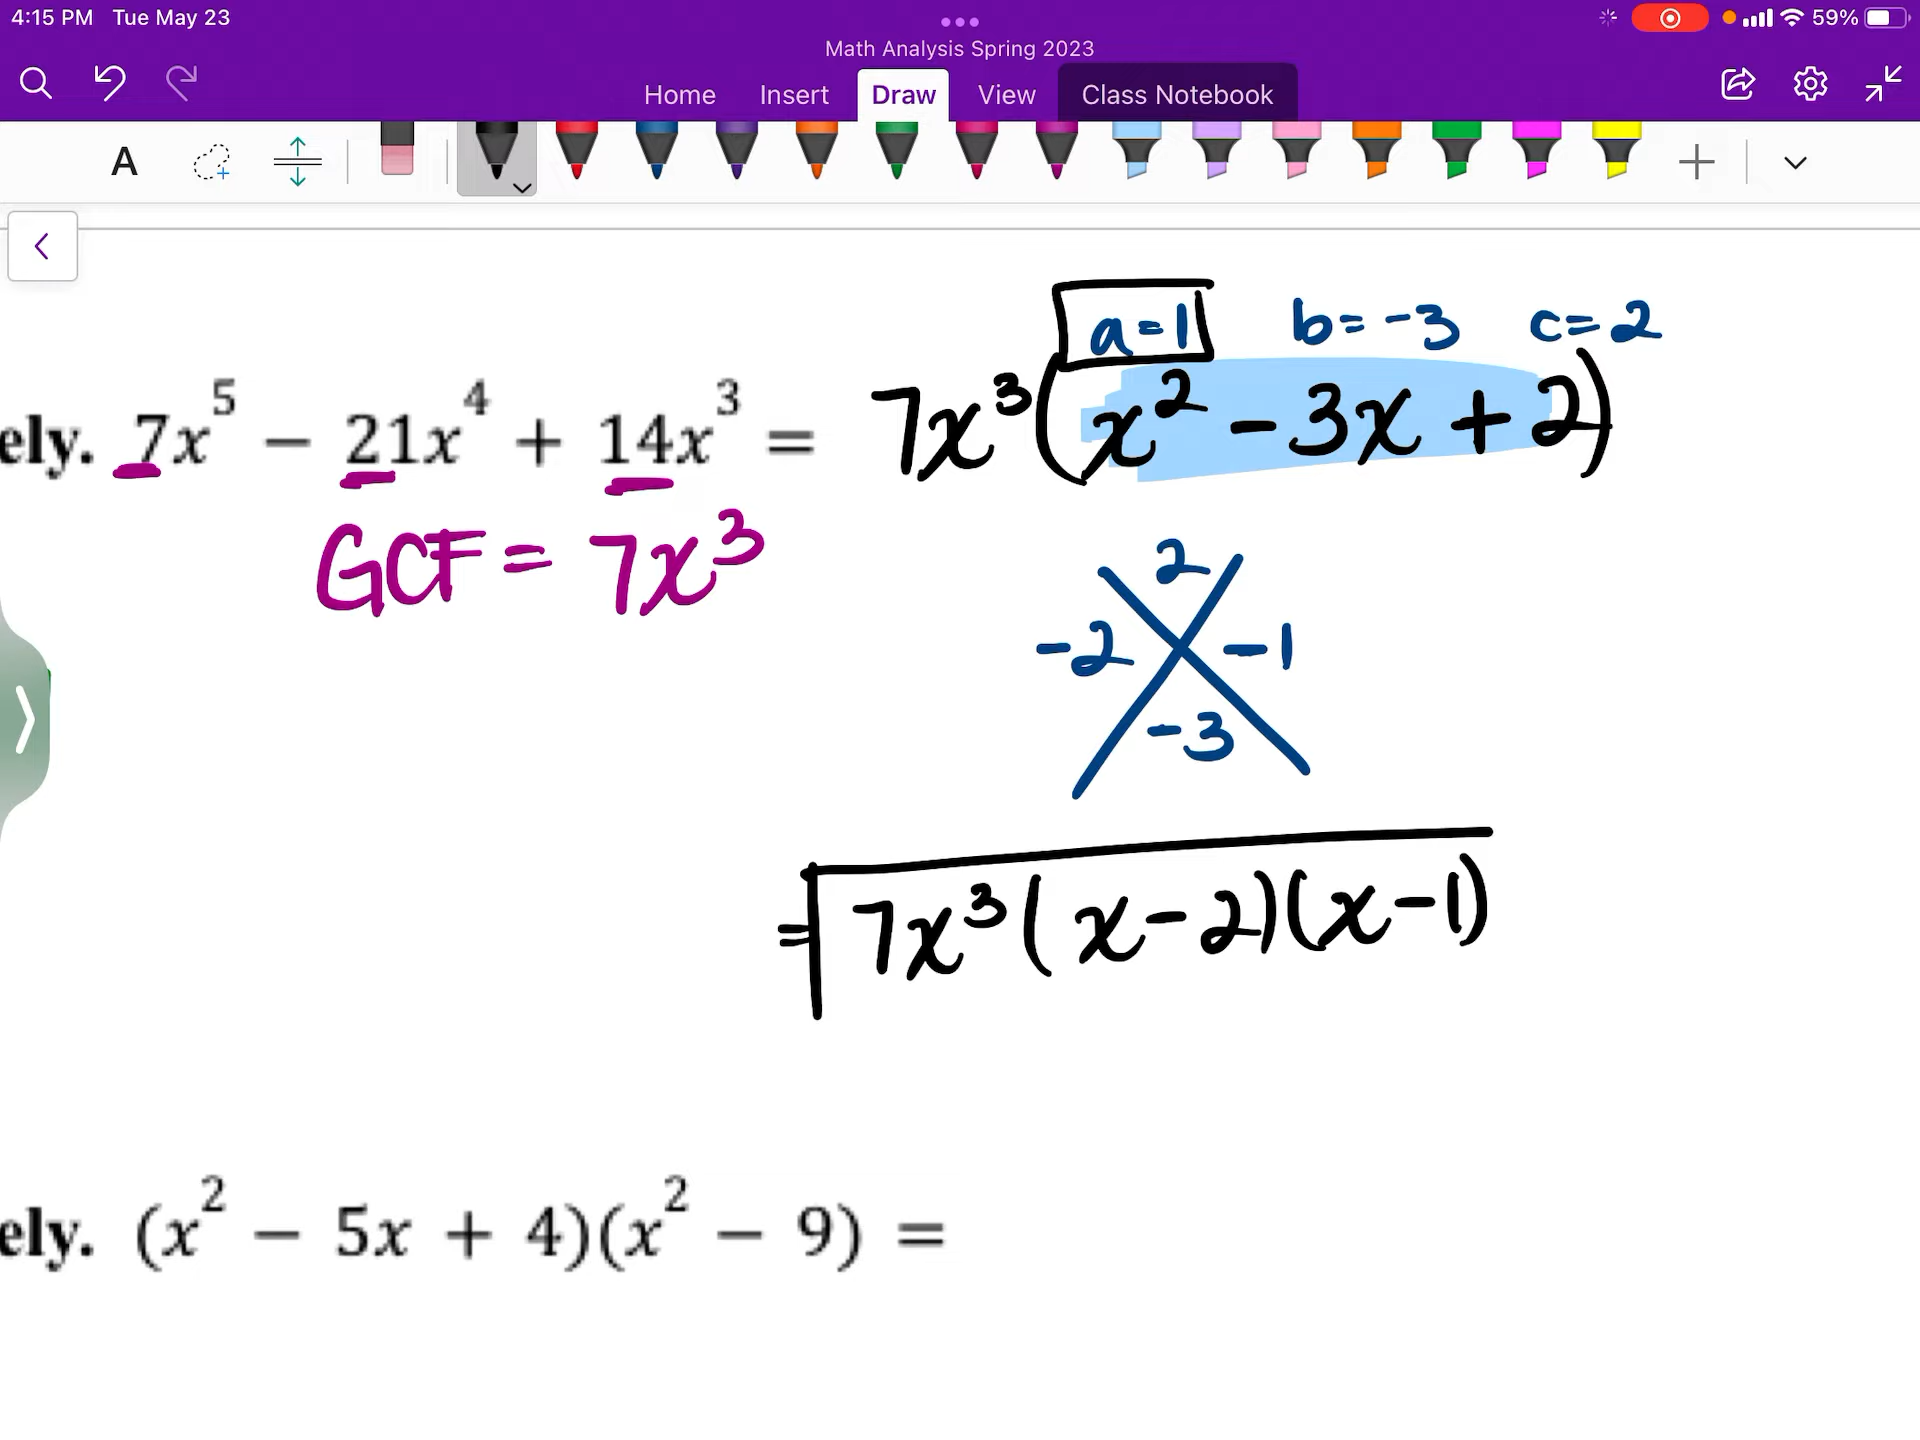 4:15 PM Tue May 23
59%
Math Analysis Spring 2023
Home Insert Draw View Class Notebook
A
a=1 b=-3 c=2
ely. 7x⁵ − 21x⁴ + 14x³ = 7x³(x²-3x+2)
GCF = 7x³
2
-2 -1
-3
= 7x³(x-2)(x-1)
ely. (x² − 5x + 4)(x² − 9) =